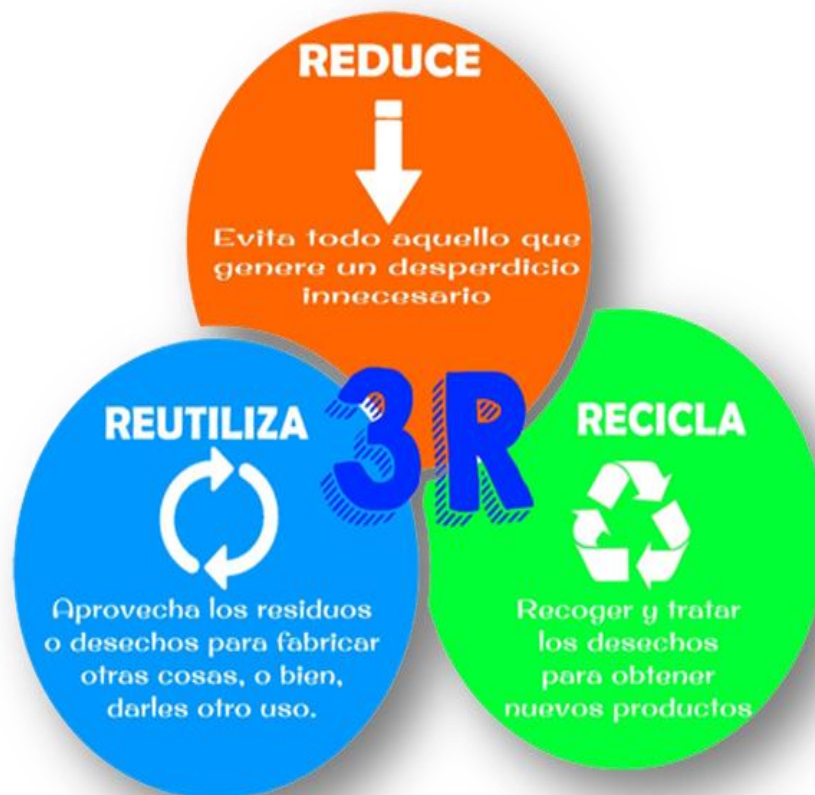 REDUCE
Evita todo aquello que
genere un desperdicio
innecesario
3R
REUTILIZA
Aprovecha los residuos
o desechos para fabricar
otras cosas, o bien,
darles otro uso.
RECICLA
Recoger y tratar
los desechos
para obtener
nuevos productos